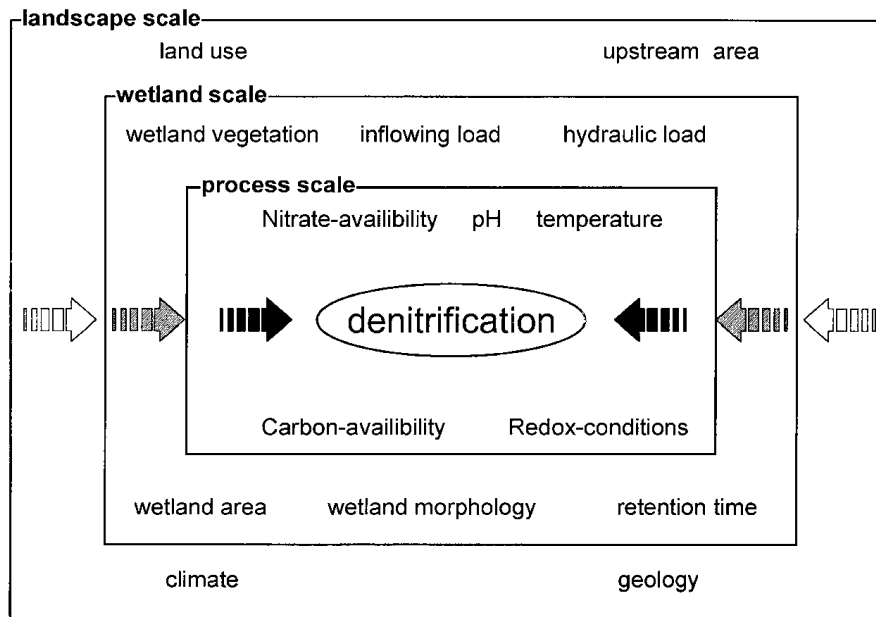 landscape scale
land use upstream area
wetland scale
wetland vegetation inflowing load hydraulic load
process scale
Nitrate-availibility pH temperature
denitrification
Carbon-availibility Redox-conditions
wetland area wetland morphology retention time
climate geology